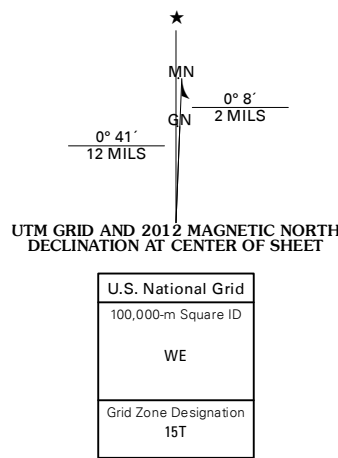 ★
MN
0° 8´
2 MILS
GN
0° 41´
12 MILS
UTM GRID AND 2012 MAGNETIC NORTH
DECLINATION AT CENTER OF SHEET
U.S. National Grid
100,000-m Square ID
WE
Grid Zone Designation
15T